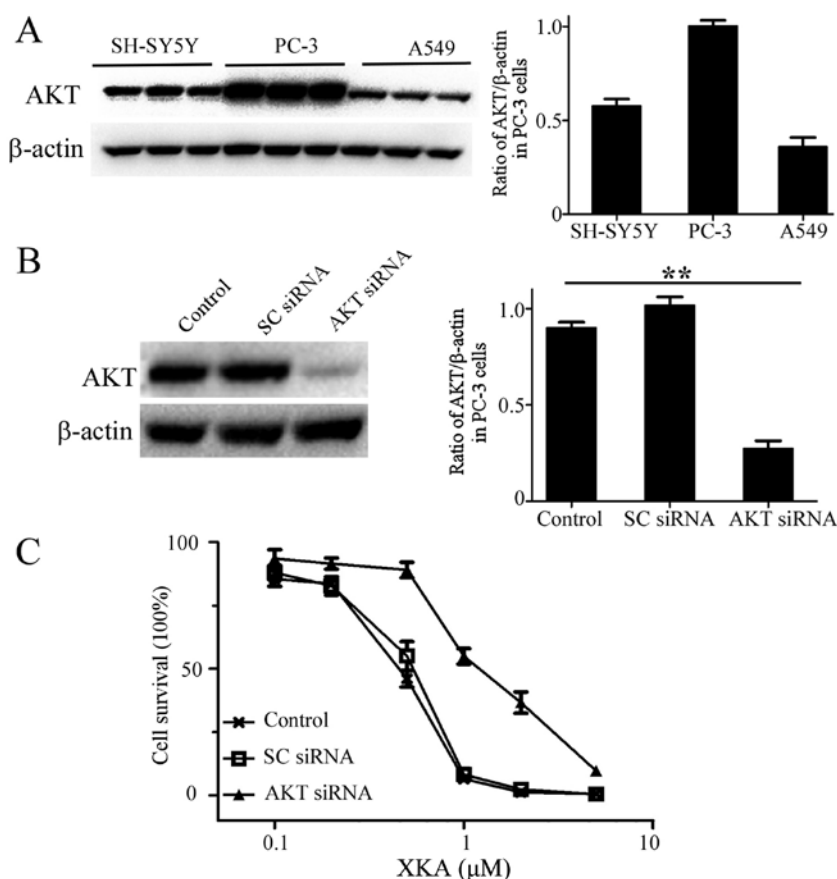 A
SH-SY5Y PC-3 A549
AKT
β-actin
Ratio of AKT/β-actin
in PC-3 cells
1.0
0.5
0
SH-SY5Y PC-3 A549
B
Control SC siRNA AKT siRNA
AKT
β-actin
Ratio of AKT/β-actin
in PC-3 cells
**
1.0
0.5
0
Control SC siRNA AKT siRNA
C
Cell survival (100%)
100
50
0
Control
SC siRNA
AKT siRNA
0.1 1 10
XKA (μM)